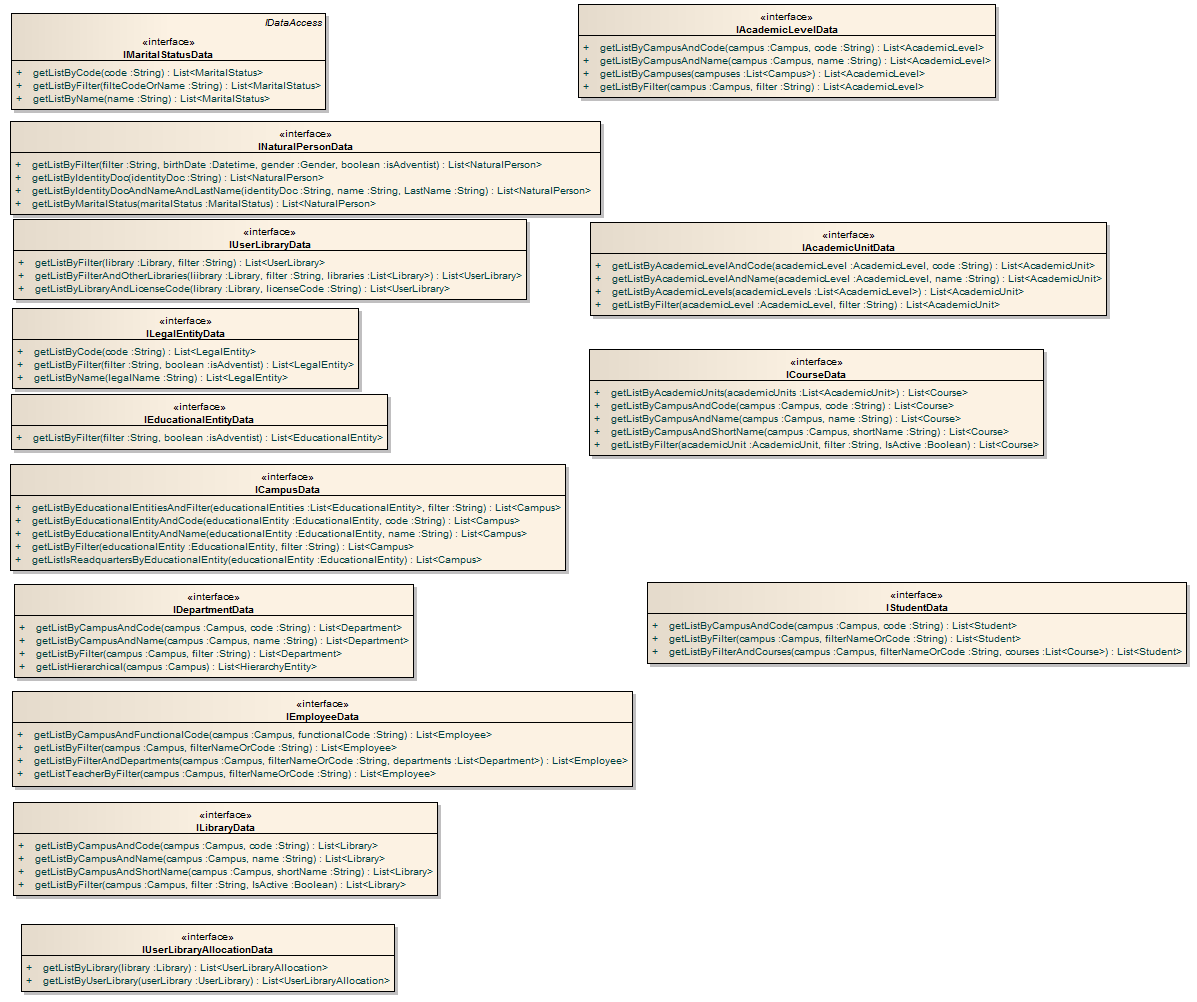 IDataAccess
«interface»
IMaritalStatusData
+ getListByCode(code :String) : List<MaritalStatus>
+ getListByFilter(filteCodeOrName :String) : List<MaritalStatus>
+ getListByName(name :String) : List<MaritalStatus>
«interface»
IAcademicLevelData
+ getListByCampusAndCode(campus :Campus, code :String) : List<AcademicLevel>
+ getListByCampusAndName(campus :Campus, name :String) : List<AcademicLevel>
+ getListByCampuses(campuses :List<Campus>) : List<AcademicLevel>
+ getListByFilter(campus :Campus, filter :String) : List<AcademicLevel>
«interface»
INaturalPersonData
+ getListByFilter(filter :String, birthDate :Datetime, gender :Gender, boolean :isAdventist) : List<NaturalPerson>
+ getListByIdentityDoc(identityDoc :String) : List<NaturalPerson>
+ getListByIdentityDocAndNameAndLastName(identityDoc :String, name :String, LastName :String) : List<NaturalPerson>
+ getListByMaritalStatus(maritalStatus :MaritalStatus) : List<NaturalPerson>
«interface»
IUserLibraryData
+ getListByFilter(library :Library, filter :String) : List<UserLibrary>
+ getListByFilterAndOtherLibraries(liibrary :Library, filter :String, libraries :List<Library>) : List<UserLibrary>
+ getListByLibraryAndLicenseCode(library :Library, licenseCode :String) : List<UserLibrary>
«interface»
IAcademicUnitData
+ getListByAcademicLevelAndCode(academicLevel :AcademicLevel, code :String) : List<AcademicUnit>
+ getListByAcademicLevelAndName(academicLevel :AcademicLevel, name :String) : List<AcademicUnit>
+ getListByAcademicLevels(academicLevels :List<AcademicLevel>) : List<AcademicUnit>
+ getListByFilter(academicLevel :AcademicLevel, filter :String) : List<AcademicUnit>
«interface»
ILegalEntityData
+ getListByCode(code :String) : List<LegalEntity>
+ getListByFilter(filter :String, boolean :isAdventist) : List<LegalEntity>
+ getListByName(legalName :String) : List<LegalEntity>
«interface»
ICourseData
+ getListByAcademicUnits(academicUnits :List<AcademicUnit>) : List<Course>
+ getListByCampusAndCode(campus :Campus, code :String) : List<Course>
+ getListByCampusAndName(campus :Campus, name :String) : List<Course>
+ getListByCampusAndShortName(campus :Campus, shortName :String) : List<Course>
+ getListByFilter(academicUnit :AcademicUnit, filter :String, IsActive :Boolean) : List<Course>
«interface»
IEducationalEntityData
+ getListByFilter(filter :String, boolean :isAdventist) : List<EducationalEntity>
«interface»
ICampusData
+ getListByEducationalEntitiesAndFilter(educationalEntities :List<EducationalEntity>, filter :String) : List<Campus>
+ getListByEducationalEntityAndCode(educationalEntity :EducationalEntity, code :String) : List<Campus>
+ getListByEducationalEntityAndName(educationalEntity :EducationalEntity, name :String) : List<Campus>
+ getListByFilter(educationalEntity :EducationalEntity, filter :String) : List<Campus>
+ getListIsReadquartersByEducationalEntity(educationalEntity :EducationalEntity) : List<Campus>
«interface»
IDepartmentData
+ getListByCampusAndCode(campus :Campus, code :String) : List<Department>
+ getListByCampusAndName(campus :Campus, name :String) : List<Department>
+ getListByFilter(campus :Campus, filter :String) : List<Department>
+ getListHierarchical(campus :Campus) : List<HierarchyEntity>
«interface»
IStudentData
+ getListByCampusAndCode(campus :Campus, code :String) : List<Student>
+ getListByFilter(campus :Campus, filterNameOrCode :String) : List<Student>
+ getListByFilterAndCourses(campus :Campus, filterNameOrCode :String, courses :List<Course>) : List<Student>
«interface»
IEmployeeData
+ getListByCampusAndFunctionalCode(campus :Campus, functionalCode :String) : List<Employee>
+ getListByFilter(campus :Campus, filterNameOrCode :String) : List<Employee>
+ getListByFilterAndDepartments(campus :Campus, filterNameOrCode :String, departments :List<Department>) : List<Employee>
+ getListTeacherByFilter(campus :Campus, filterNameOrCode :String) : List<Employee>
«interface»
ILibraryData
+ getListByCampusAndCode(campus :Campus, code :String) : List<Library>
+ getListByCampusAndName(campus :Campus, name :String) : List<Library>
+ getListByCampusAndShortName(campus :Campus, shortName :String) : List<Library>
+ getListByFilter(campus :Campus, filter :String, IsActive :Boolean) : List<Library>
«interface»
IUserLibraryAllocationData
+ getListByLibrary(library :Library) : List<UserLibraryAllocation>
+ getListByUserLibrary(userLibrary :UserLibrary) : List<UserLibraryAllocation>